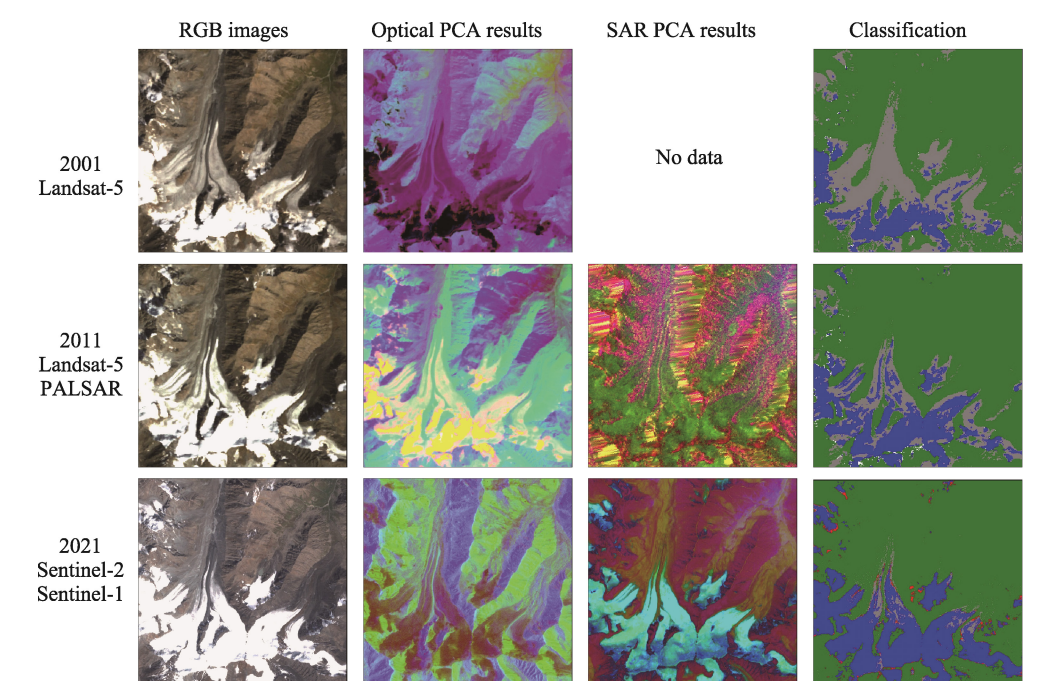 RGB images Optical PCA results SAR PCA results Classification
2001
Landsat-5
No data
2011
Landsat-5
PALSAR
2021
Sentinel-2
Sentinel-1